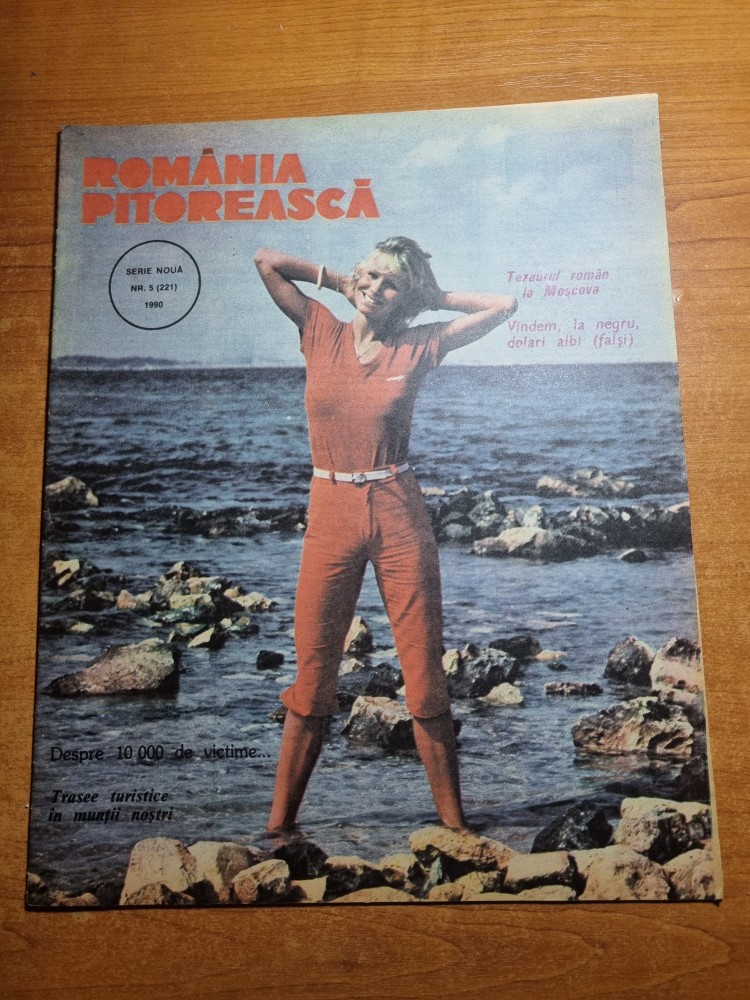 ROMÂNIA
PITOREASCĂ
SERIE NOUĂ
NR. 5 (221)
1990
Tezaurul român
la Moscova
Vindem, la negru,
dolari albi (falşi)
Despre 10 000 de victime...
Trasee turistice
în munţii noştri